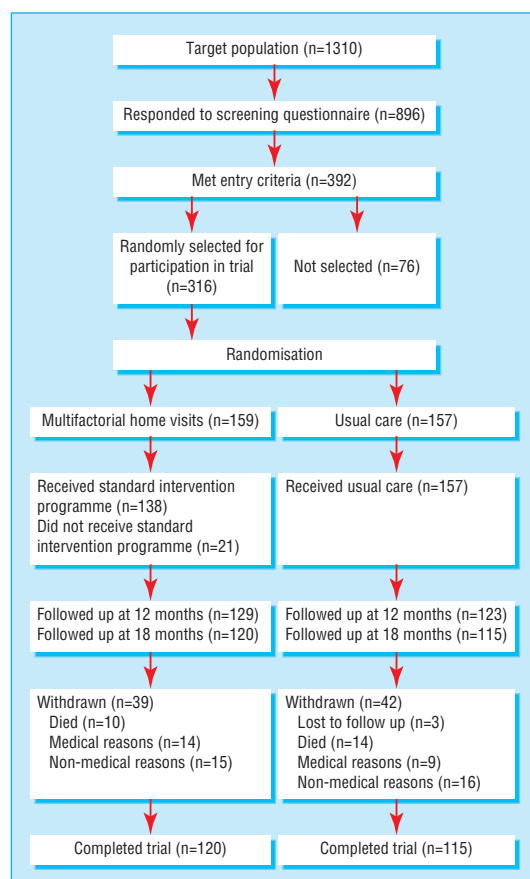 Target population (n=1310)
Responded to screening questionnaire (n=896)
Met entry criteria (n=392)
Randomly selected for
participation in trial
(n=316)
Not selected (n=76)
Randomisation
Multifactorial home visits (n=159)
Usual care (n=157)
Received standard intervention
programme (n=138)
Did not receive standard
intervention programme (n=21)
Received usual care (n=157)
Followed up at 12 months (n=129)
Followed up at 18 months (n=120)
Followed up at 12 months (n=123)
Followed up at 18 months (n=115)
Withdrawn (n=39)
Died (n=10)
Medical reasons (n=14)
Non-medical reasons (n=15)
Withdrawn (n=42)
Lost to follow up (n=3)
Died (n=14)
Medical reasons (n=9)
Non-medical reasons (n=16)
Completed trial (n=120)
Completed trial (n=115)